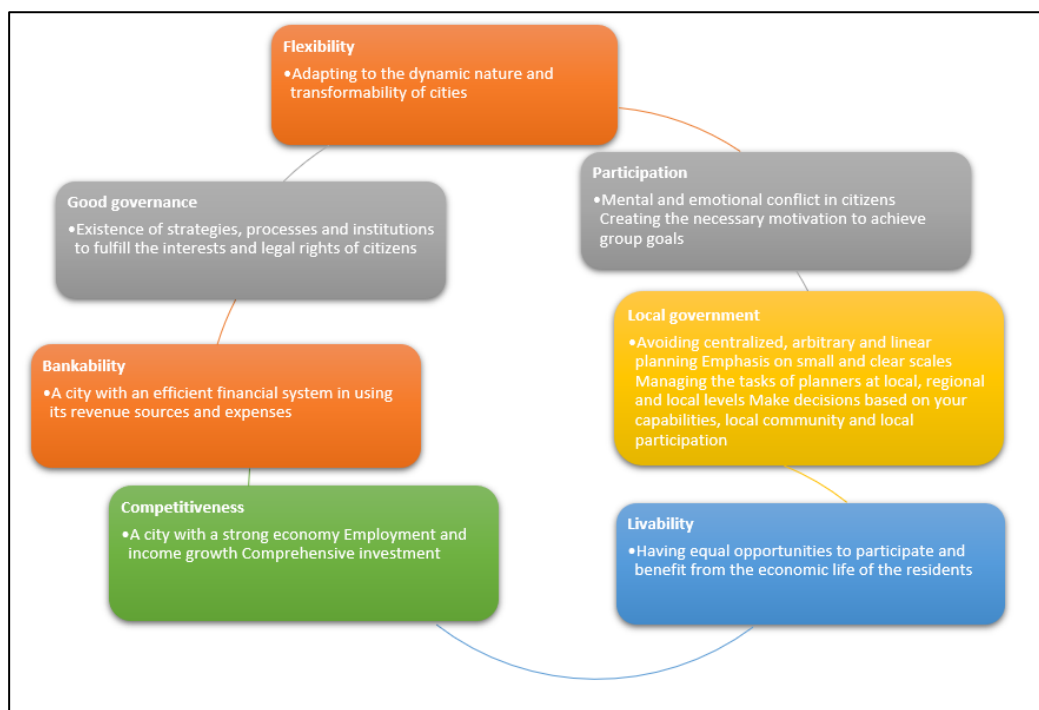 Flexibility
•Adapting to the dynamic nature and
transformability of cities
Participation
•Mental and emotional conflict in citizens
Creating the necessary motivation to achieve
group goals
Good governance
•Existence of strategies, processes and institutions
to fulfill the interests and legal rights of citizens
Local government
•Avoiding centralized, arbitrary and linear
planning Emphasis on small and clear scales
Managing the tasks of planners at local, regional
and local levels Make decisions based on your
capabilities, local community and local
participation
Bankability
•A city with an efficient financial system in using
its revenue sources and expenses
Competitiveness
•A city with a strong economy Employment and
income growth Comprehensive investment
Livability
•Having equal opportunities to participate and
benefit from the economic life of the residents